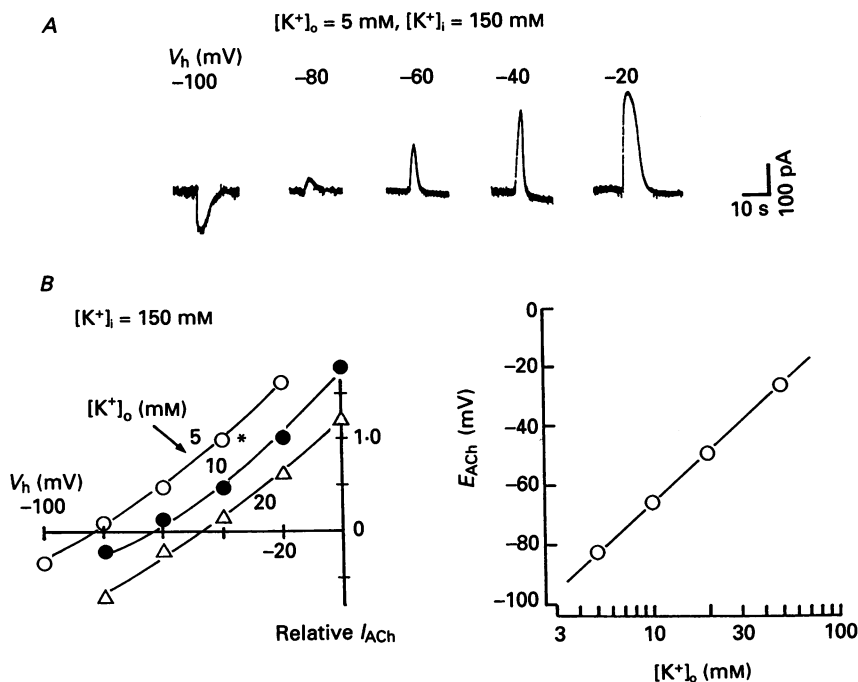 A
[K+]o = 5 mM, [K+]i = 150 mM
Vh (mV)
−100 −80 −60 −40 −20
10 s
100 pA
B
[K+]i = 150 mM
[K+]o (mM)
5 *
10
20
Vh (mV)
−100
−20
1·0
0
Relative IACh
0
−20
−40
−60
−80
−100
EACh (mV)
3 10 30 100
[K+]o (mM)